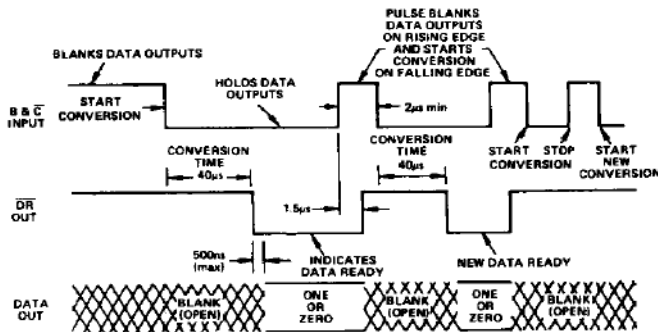 PULSE BLANKS
DATA OUTPUTS
ON RISING EDGE
AND STARTS
CONVERSION
ON FALLING EDGE
BLANKS DATA OUTPUTS
HOLDS DATA
OUTPUTS
START
CONVERSION
2μs min
B & C̅
INPUT
CONVERSION
TIME
40μs
CONVERSION
TIME
40μs
START
CONVERSION
STOP
START
NEW
CONVERSION
D̅R̅
OUT
1.5μs
500ns
(max)
INDICATES
DATA READY
NEW DATA READY
DATA
OUT
BLANK
(OPEN)
ONE
OR
ZERO
BLANK
(OPEN)
ONE
OR
ZERO
BLANK
(OPEN)